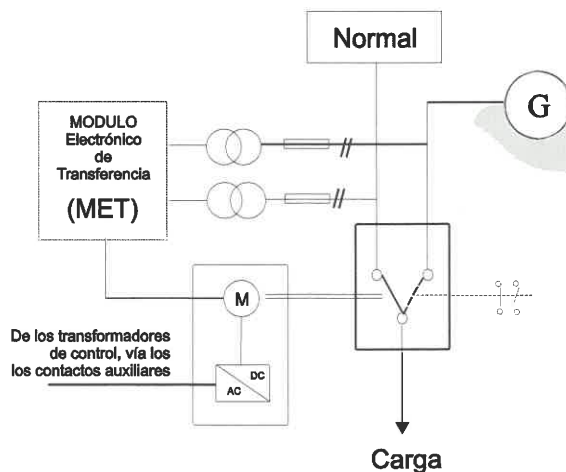 Normal
G
MODULO
Electrónico
de
Transferencia
(MET)
M
De los transformadores
de control, vía los
los contactos auxiliares
DC
AC
Carga